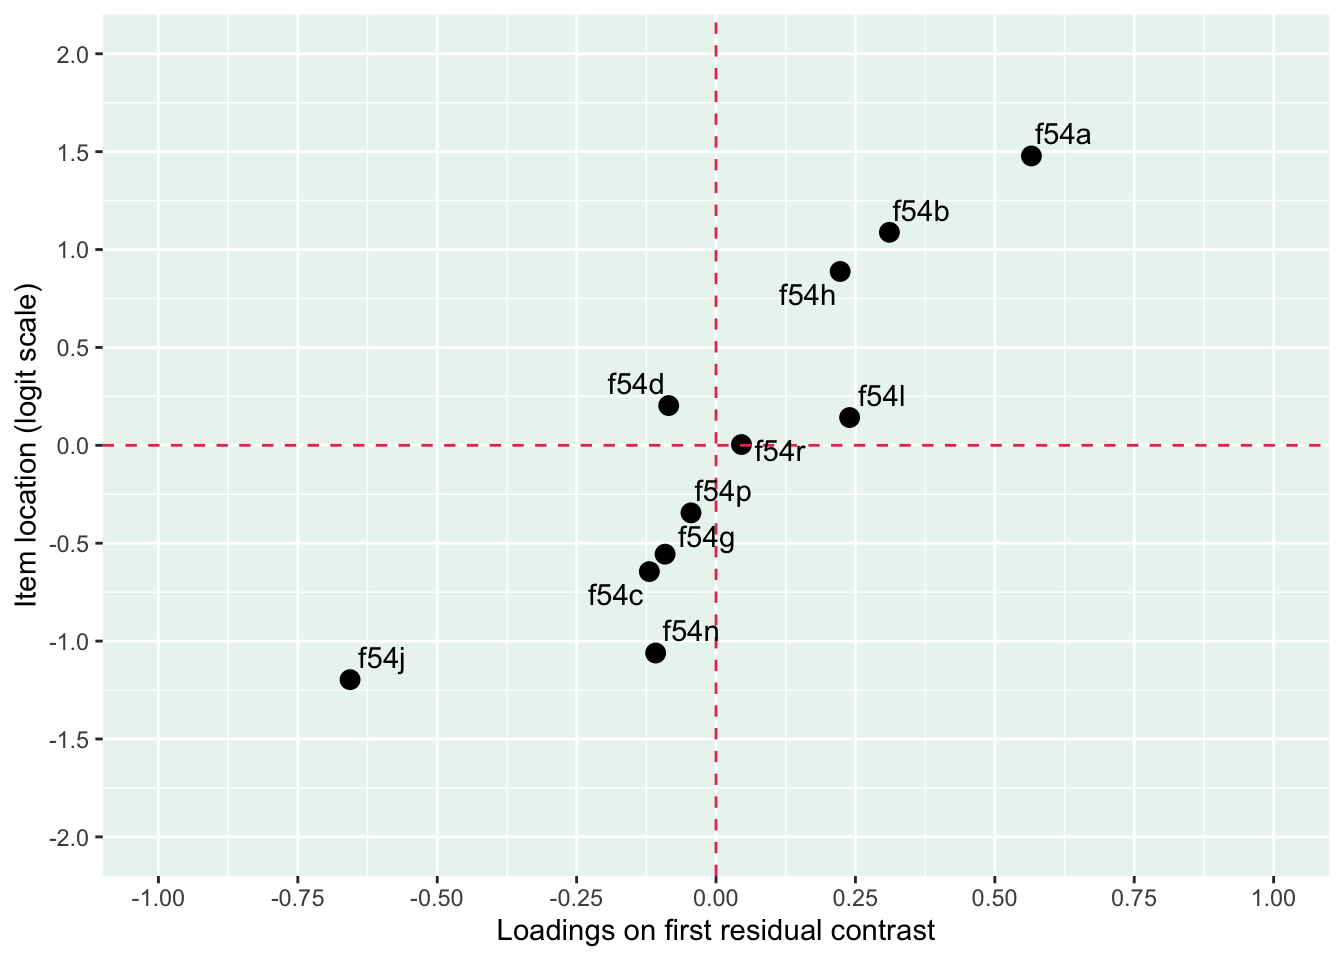 2.0
f54a
1.5
f54b
1.0
f54h
0.5
f54d
f54l
0.0
f54r
f54p
-0.5
f54g
f54c
f54n
-1.0
f54j
-1.5
-2.0
Item location (logit scale)
-1.00 -0.75 -0.50 -0.25 0.00 0.25 0.50 0.75 1.00
Loadings on first residual contrast